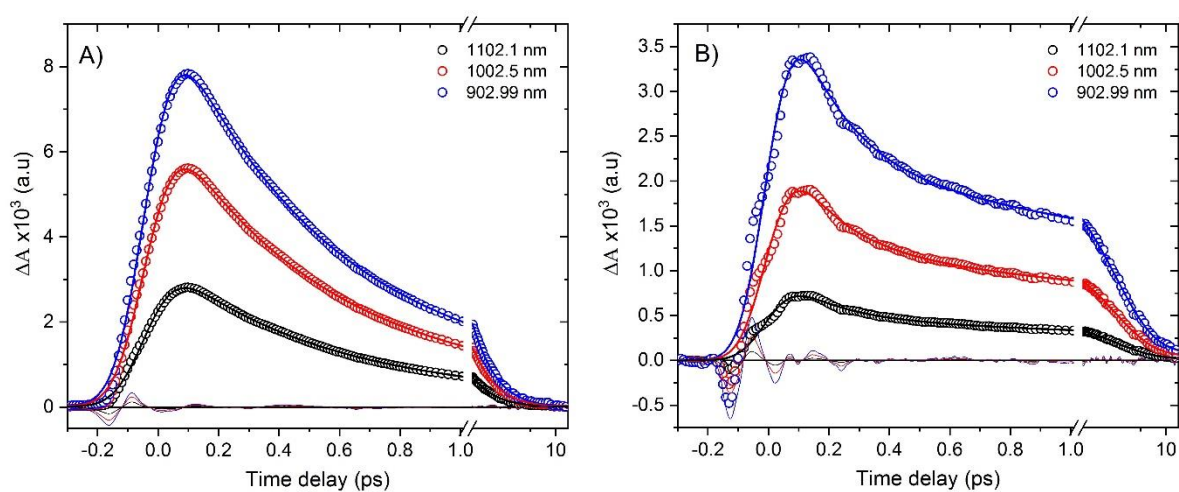 A)
1102.1 nm
1002.5 nm
902.99 nm
8
6
4
2
0
ΔA x10³ (a.u)
-0.2 0.0 0.2 0.4 0.6 0.8 1.0 10
Time delay (ps)
B)
1102.1 nm
1002.5 nm
902.99 nm
3.5
3.0
2.5
2.0
1.5
1.0
0.5
0.0
-0.5
ΔA x10³ (a.u)
-0.2 0.0 0.2 0.4 0.6 0.8 1.0 10
Time delay (ps)